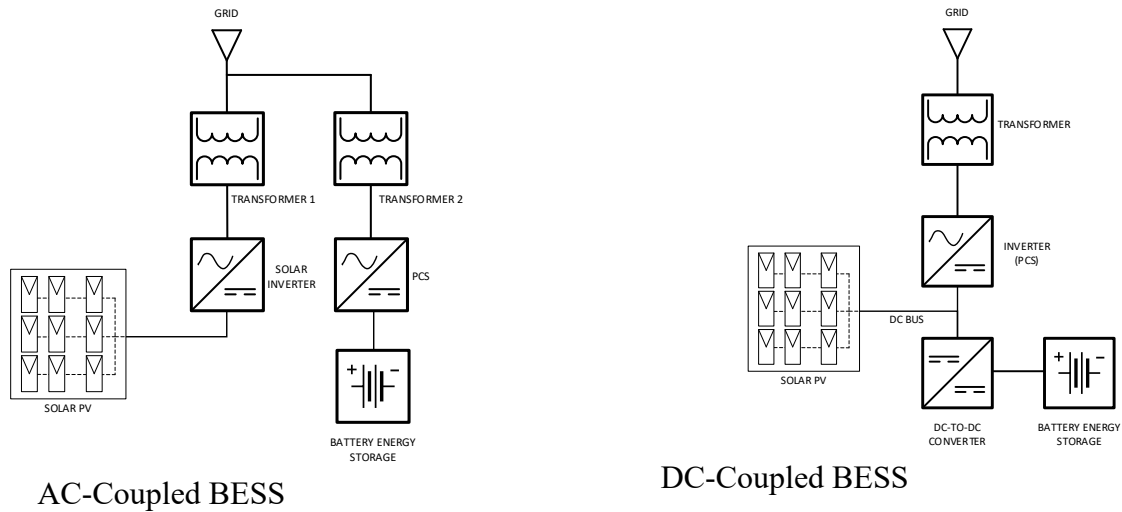 GRID
TRANSFORMER 1
TRANSFORMER 2
SOLAR
INVERTER
PCS
SOLAR PV
+ -
BATTERY ENERGY
STORAGE
AC-Coupled BESS
GRID
TRANSFORMER
INVERTER
(PCS)
DC BUS
SOLAR PV
+ -
DC-TO-DC
CONVERTER
BATTERY ENERGY
STORAGE
DC-Coupled BESS